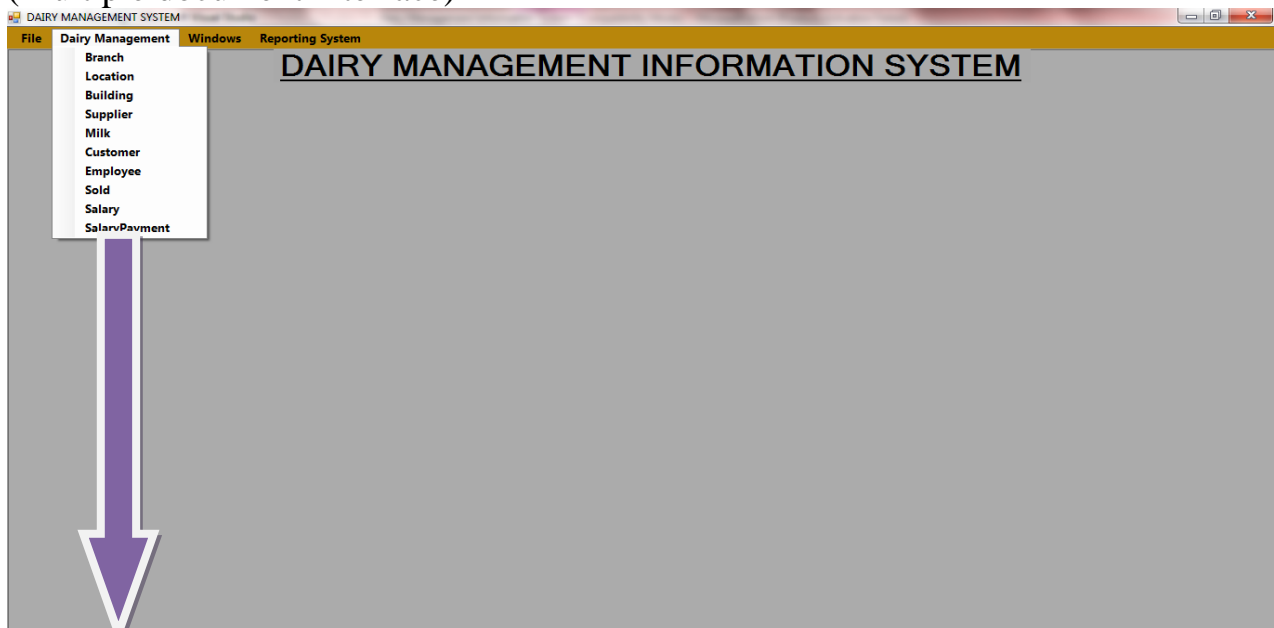 DAIRY MANAGEMENT SYSTEM
File Dairy Management Windows Reporting System
DAIRY MANAGEMENT INFORMATION SYSTEM
Branch
Location
Building
Supplier
Milk
Customer
Employee
Sold
Salary
SalaryPayment